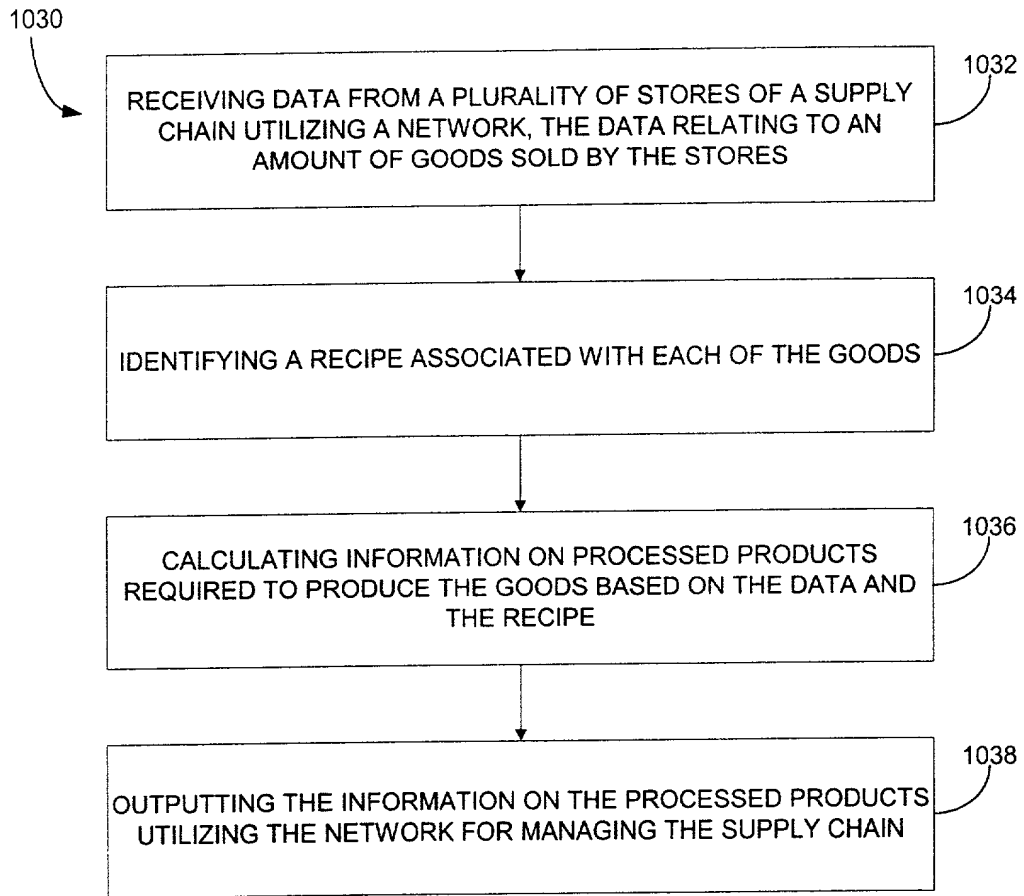 1030
1032
RECEIVING DATA FROM A PLURALITY OF STORES OF A SUPPLY
CHAIN UTILIZING A NETWORK, THE DATA RELATING TO AN
AMOUNT OF GOODS SOLD BY THE STORES
1034
IDENTIFYING A RECIPE ASSOCIATED WITH EACH OF THE GOODS
1036
CALCULATING INFORMATION ON PROCESSED PRODUCTS
REQUIRED TO PRODUCE THE GOODS BASED ON THE DATA AND
THE RECIPE
1038
OUTPUTTING THE INFORMATION ON THE PROCESSED PRODUCTS
UTILIZING THE NETWORK FOR MANAGING THE SUPPLY CHAIN